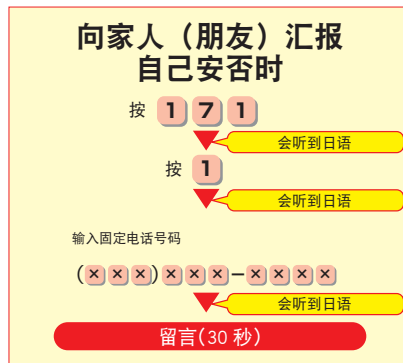 向家人（朋友）汇报
自己安否时
按 1 7 1
会听到日语
按 1
会听到日语
输入固定电话号码
(×××)×××－××××
会听到日语
留言(30 秒)